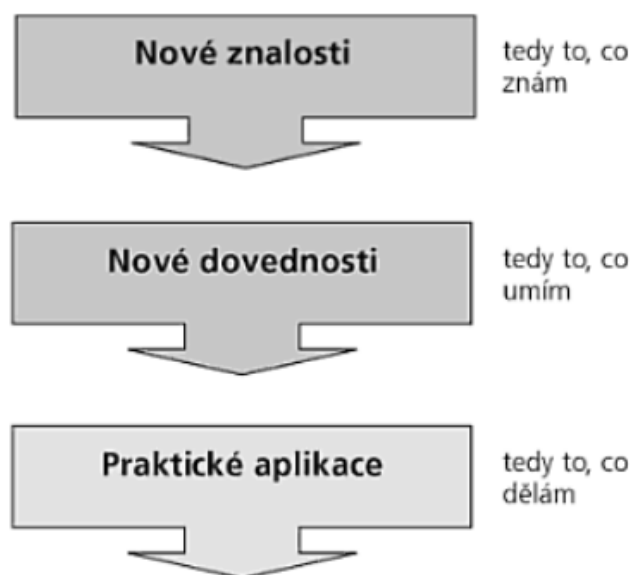 Nové znalosti
tedy to, co
znám
Nové dovednosti
tedy to, co
umím
Praktické aplikace
tedy to, co
dělám